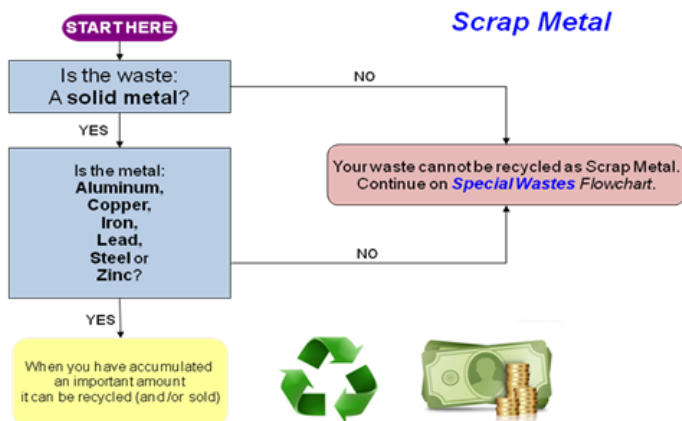 START HERE
Scrap Metal
Is the waste:
A solid metal?
NO
YES
Your waste cannot be recycled as Scrap Metal.
Continue on Special Wastes Flowchart.
Is the metal:
Aluminum,
Copper,
Iron,
Lead,
Steel or
Zinc?
NO
YES
When you have accumulated
an important amount
it can be recycled (and/or sold)